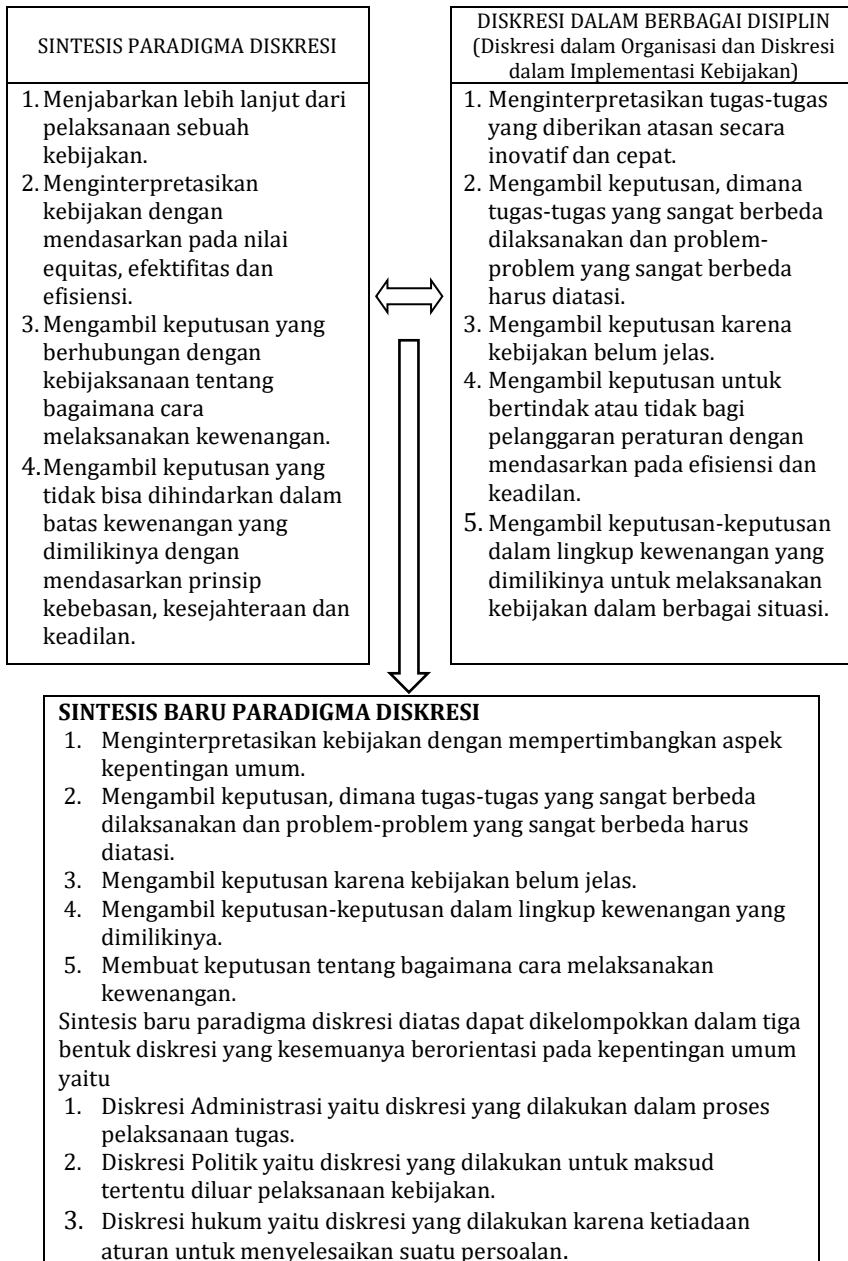 SINTESIS PARADIGMA DISKRESI
1. Menjabarkan lebih lanjut dari
pelaksanaan sebuah
kebijakan.
2. Menginterpretasikan
kebijakan dengan
mendasarkan pada nilai
equitas, efektifitas dan
efisiensi.
3. Mengambil keputusan yang
berhubungan dengan
kebijaksanaan tentang
bagaimana cara
melaksanakan kewenangan.
4. Mengambil keputusan yang
tidak bisa dihindarkan dalam
batas kewenangan yang
dimilikinya dengan
mendasarkan prinsip
kebebasan, kesejahteraan dan
keadilan.
DISKRESI DALAM BERBAGAI DISIPLIN
(Diskresi dalam Organisasi dan Diskresi
dalam Implementasi Kebijakan)
1. Menginterpretasikan tugas-tugas
yang diberikan atasan secara
inovatif dan cepat.
2. Mengambil keputusan, dimana
tugas-tugas yang sangat berbeda
dilaksanakan dan problem-
problem yang sangat berbeda
harus diatasi.
3. Mengambil keputusan karena
kebijakan belum jelas.
4. Mengambil keputusan untuk
bertindak atau tidak bagi
pelanggaran peraturan dengan
mendasarkan pada efisiensi dan
keadilan.
5. Mengambil keputusan-keputusan
dalam lingkup kewenangan yang
dimilikinya untuk melaksanakan
kebijakan dalam berbagai situasi.
SINTESIS BARU PARADIGMA DISKRESI
1. Menginterpretasikan kebijakan dengan mempertimbangkan aspek
kepentingan umum.
2. Mengambil keputusan, dimana tugas-tugas yang sangat berbeda
dilaksanakan dan problem-problem yang sangat berbeda harus
diatasi.
3. Mengambil keputusan karena kebijakan belum jelas.
4. Mengambil keputusan-keputusan dalam lingkup kewenangan yang
dimilikinya.
5. Membuat keputusan tentang bagaimana cara melaksanakan
kewenangan.
Sintesis baru paradigma diskresi diatas dapat dikelompokkan dalam tiga
bentuk diskresi yang kesemuanya berorientasi pada kepentingan umum
yaitu
1. Diskresi Administrasi yaitu diskresi yang dilakukan dalam proses
pelaksanaan tugas.
2. Diskresi Politik yaitu diskresi yang dilakukan untuk maksud
tertentu diluar pelaksanaan kebijakan.
3. Diskresi hukum yaitu diskresi yang dilakukan karena ketiadaan
aturan untuk menyelesaikan suatu persoalan.